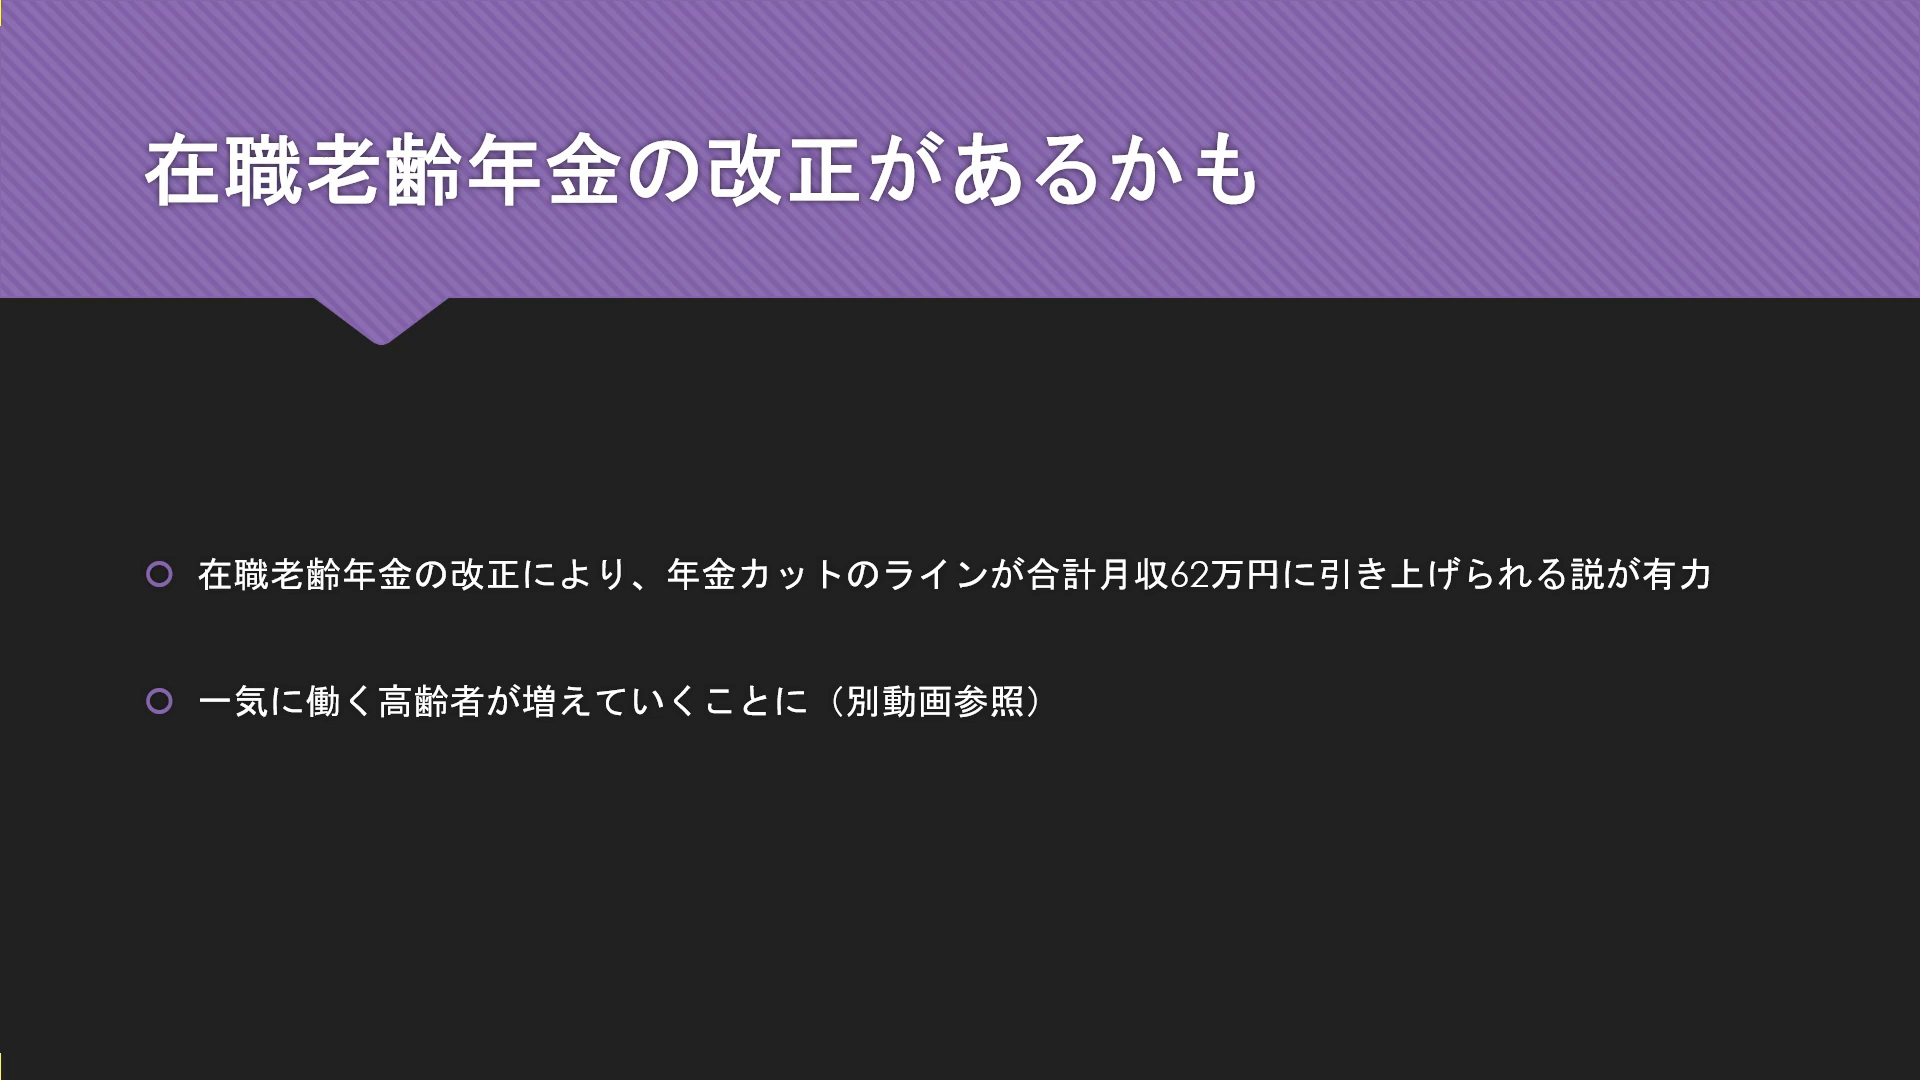 在職老齢年金の改正があるかも
在職老齢年金の改正により、年金カットのラインが合計月収62万円に引き上げられる説が有力
一気に働く高齢者が増えていくことに（別動画参照）